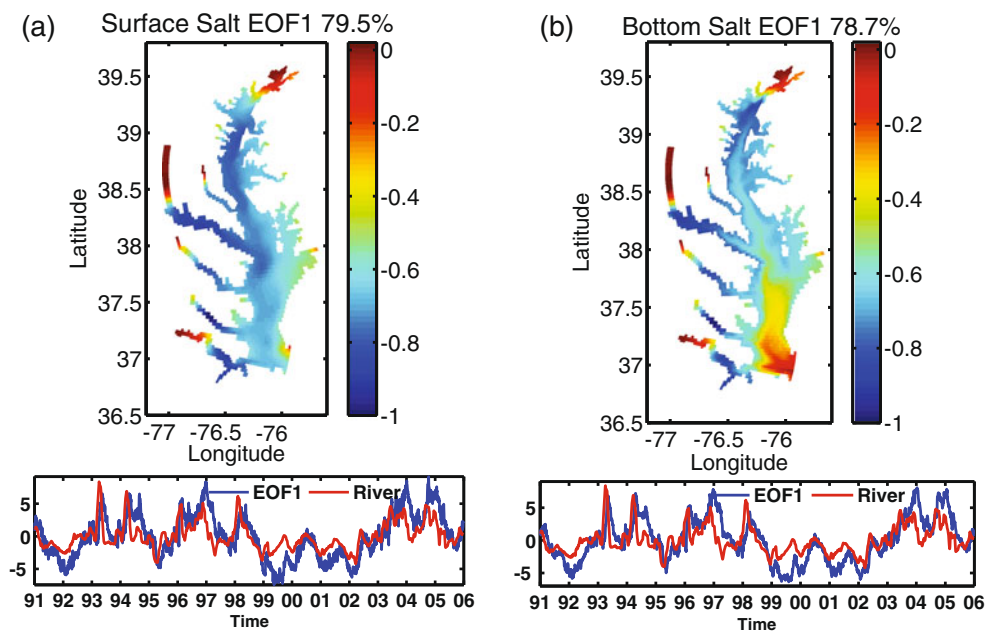 (a)
Surface Salt EOF1 79.5%
39.5
39
38.5
38
37.5
37
36.5
Latitude
-77 -76.5 -76
Longitude
0
-0.2
-0.4
-0.6
-0.8
-1
EOF1 River
5
0
-5
91 92 93 94 95 96 97 98 99 00 01 02 03 04 05 06
Time
(b)
Bottom Salt EOF1 78.7%
39.5
39
38.5
38
37.5
37
36.5
Latitude
-77 -76.5 -76
Longitude
0
-0.2
-0.4
-0.6
-0.8
-1
EOF1 River
5
0
-5
91 92 93 94 95 96 97 98 99 00 01 02 03 04 05 06
Time